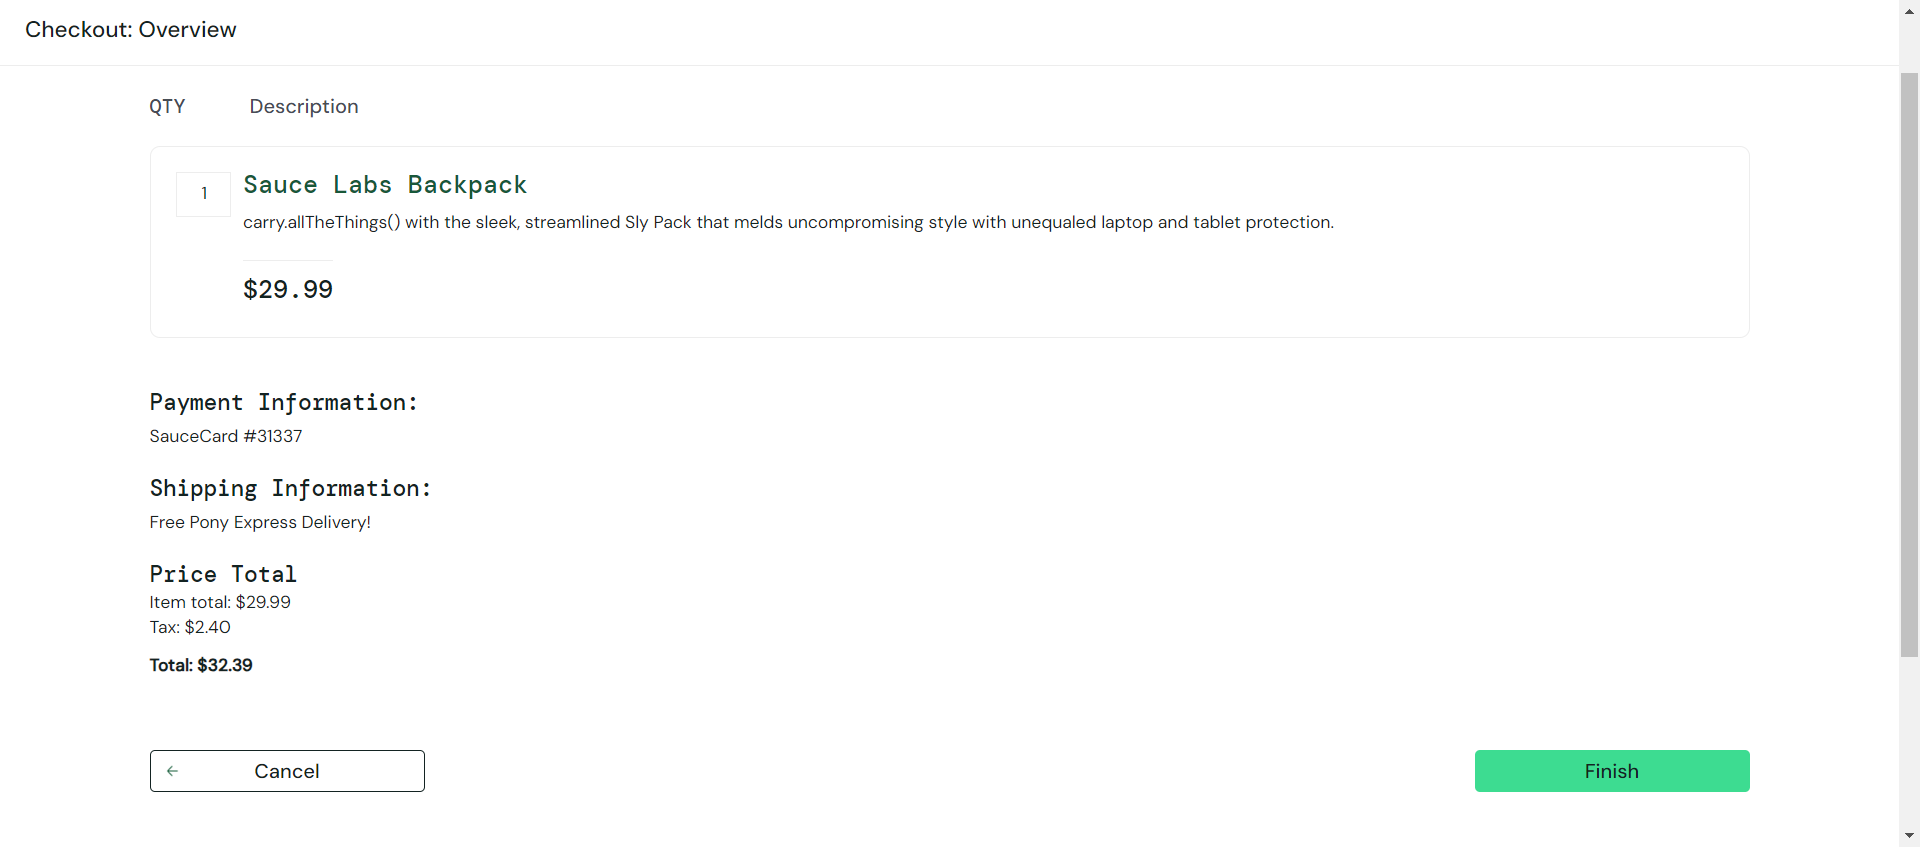 Checkout: Overview
QTY Description
1 Sauce Labs Backpack
carry.allTheThings() with the sleek, streamlined Sly Pack that melds uncompromising style with unequaled laptop and tablet protection.
$29.99
Payment Information:
SauceCard #31337
Shipping Information:
Free Pony Express Delivery!
Price Total
Item total: $29.99
Tax: $2.40
Total: $32.39
Cancel Finish